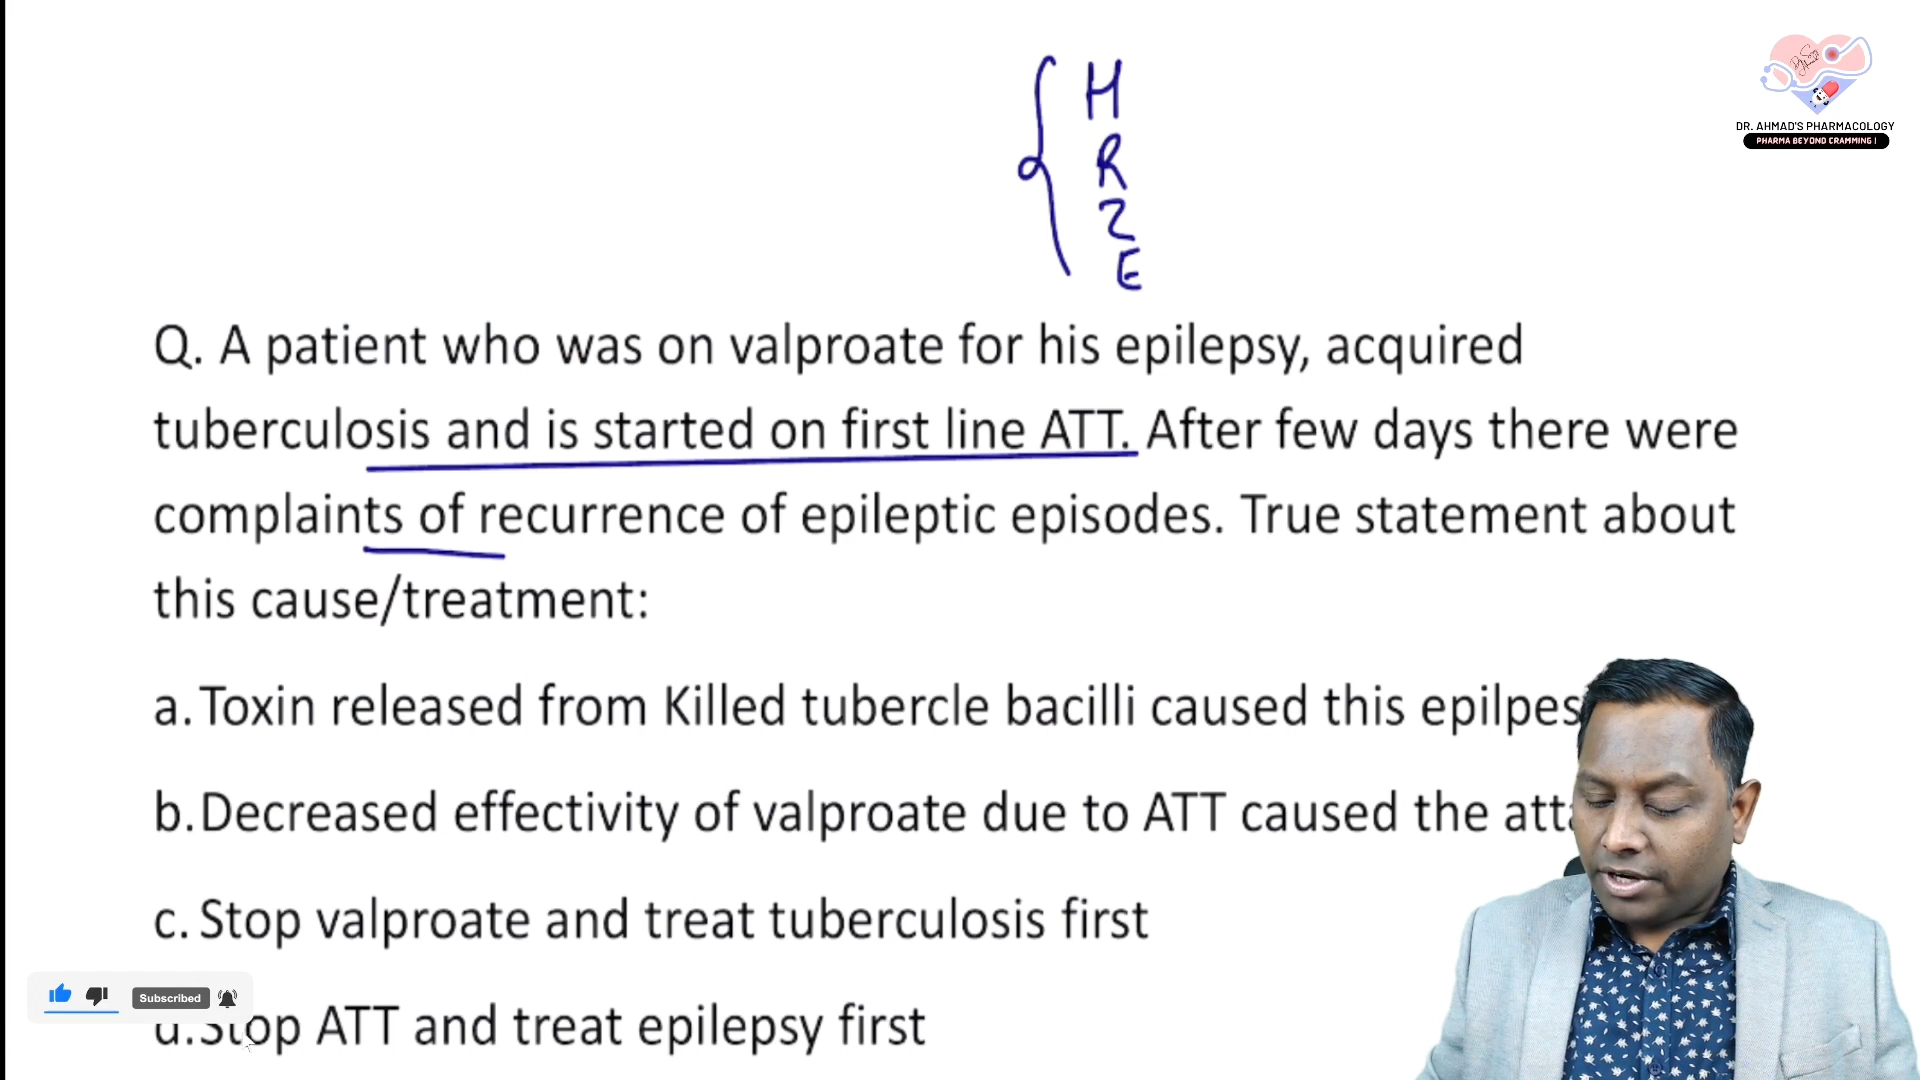 H
R
Z
E
DR. AHMAD'S PHARMACOLOGY
PHARMA BEYOND CRAMMING !
Q. A patient who was on valproate for his epilepsy, acquired
tuberculosis and is started on first line ATT. After few days there were
complaints of recurrence of epileptic episodes. True statement about
this cause/treatment:
a. Toxin released from Killed tubercle bacilli caused this epilpes
b. Decreased effectivity of valproate due to ATT caused the att
c. Stop valproate and treat tuberculosis first
Subscribed
d. Stop ATT and treat epilepsy first